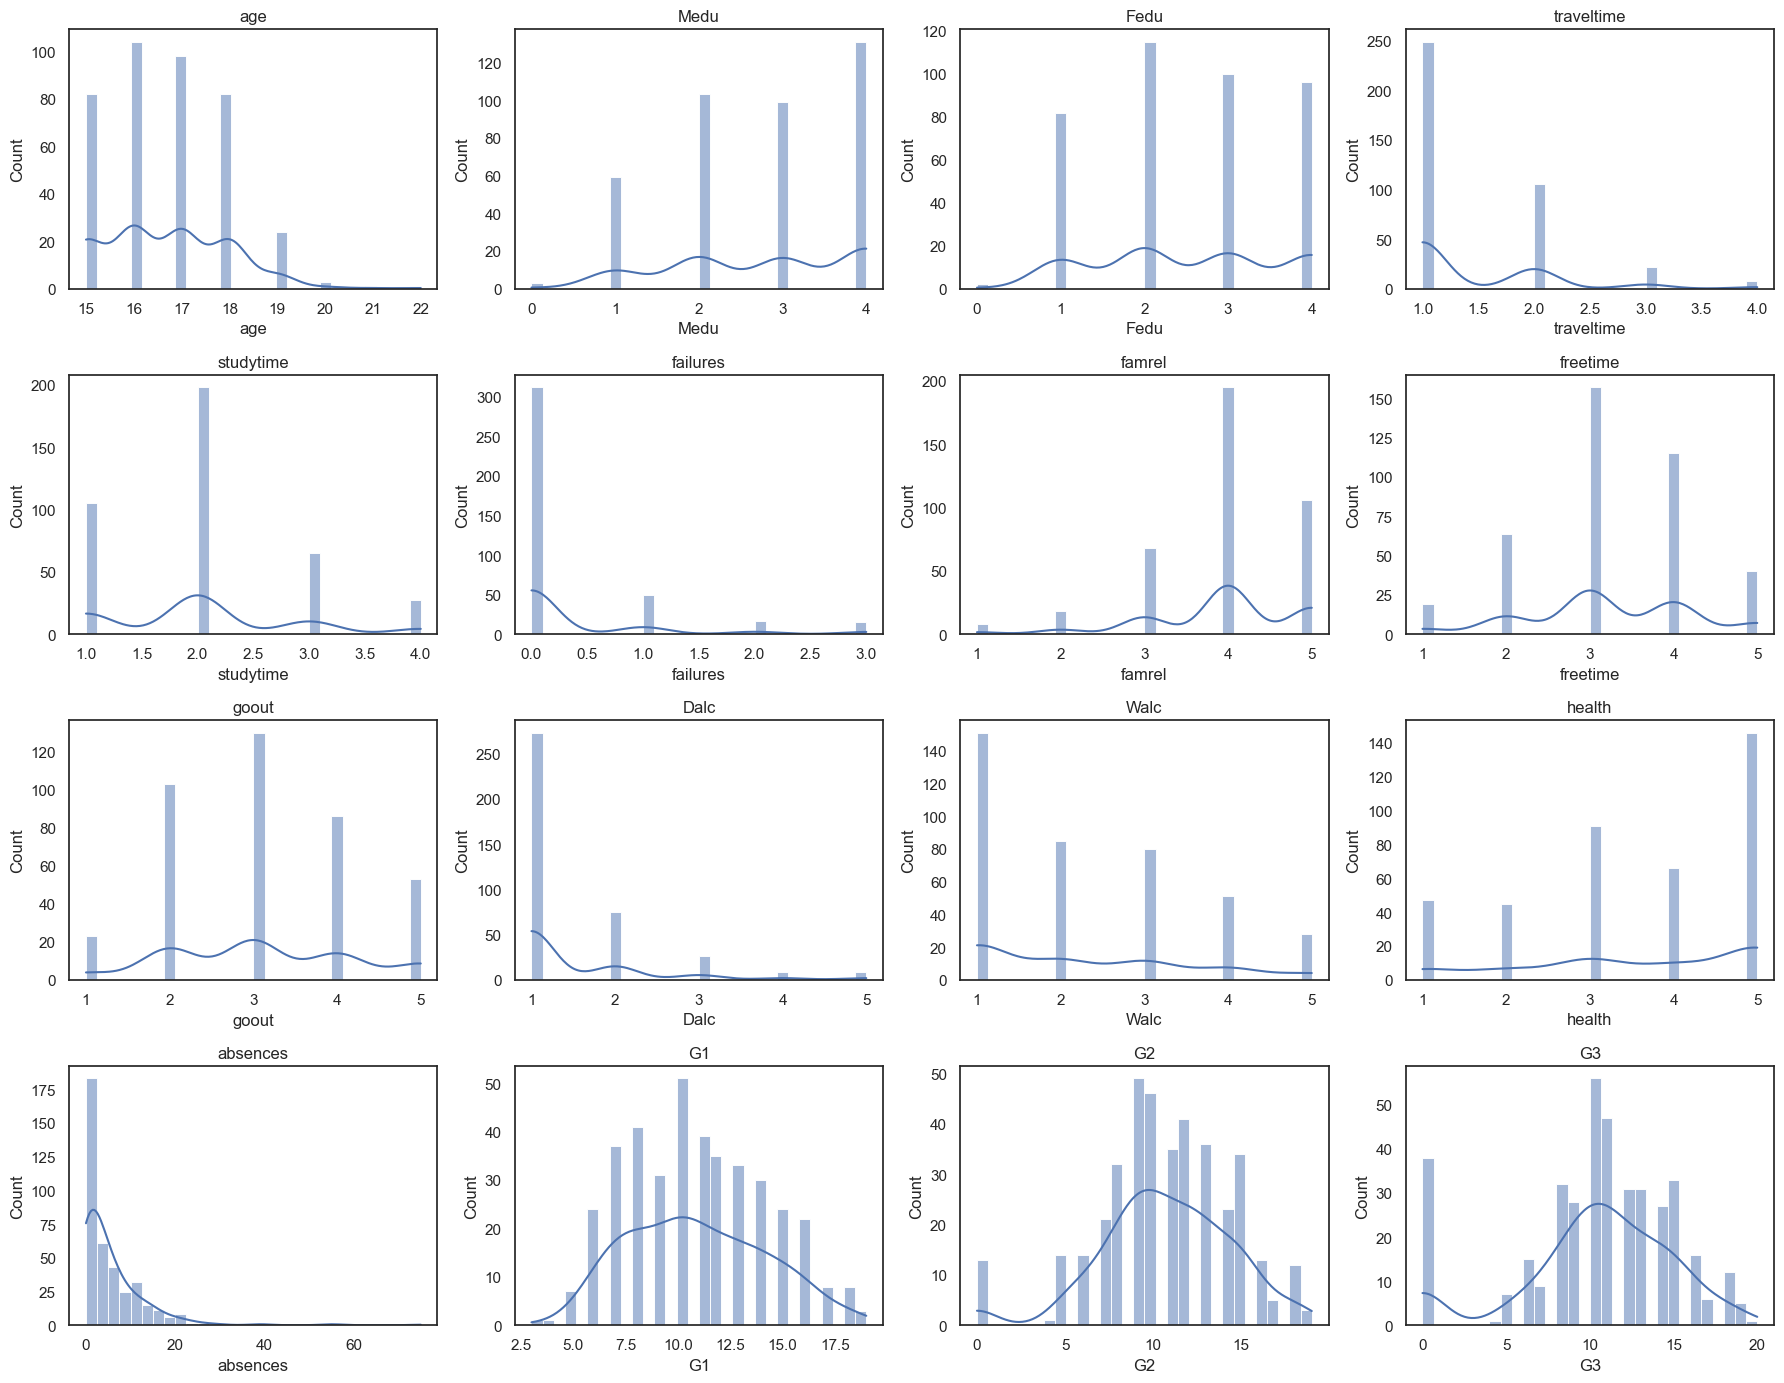 age Medu Fedu traveltime
Count 0 20 40 60 80 100
Count 0 20 40 60 80 100 120
Count 0 20 40 60 80 100 120
Count 0 50 100 150 200 250
15 16 17 18 19 20 21 22
0 1 2 3 4
0 1 2 3 4
1.0 1.5 2.0 2.5 3.0 3.5 4.0
age Medu Fedu traveltime
studytime failures famrel freetime
Count 0 50 100 150 200
Count 0 50 100 150 200 250 300
Count 0 50 100 150 200
Count 0 25 50 75 100 125 150
1.0 1.5 2.0 2.5 3.0 3.5 4.0
0.0 0.5 1.0 1.5 2.0 2.5 3.0
1 2 3 4 5
1 2 3 4 5
studytime failures famrel freetime
goout Dalc Walc health
Count 0 20 40 60 80 100 120
Count 0 50 100 150 200 250
Count 0 20 40 60 80 100 120 140
Count 0 20 40 60 80 100 120 140
1 2 3 4 5
1 2 3 4 5
1 2 3 4 5
1 2 3 4 5
goout Dalc Walc health
absences G1 G2 G3
Count 0 25 50 75 100 125 150 175
Count 0 10 20 30 40 50
Count 0 10 20 30 40 50
Count 0 10 20 30 40 50
0 20 40 60
2.5 5.0 7.5 10.0 12.5 15.0 17.5
0 5 10 15
0 5 10 15 20
absences G1 G2 G3